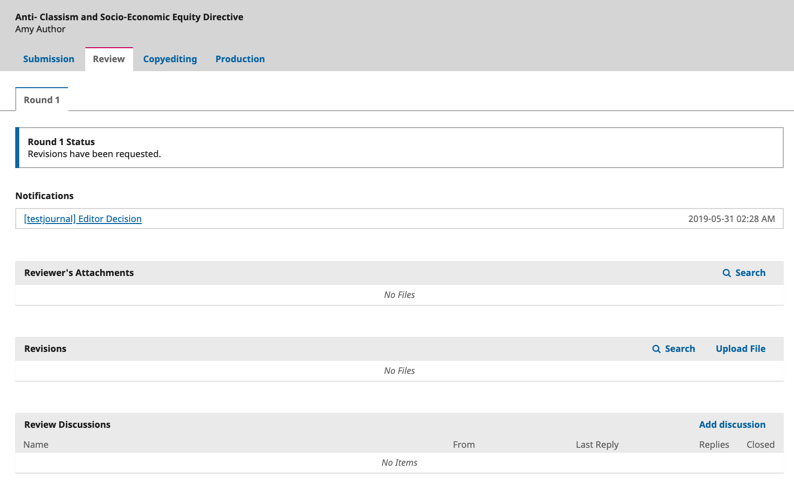 Anti- Classism and Socio-Economic Equity Directive
Amy Author
Submission Review Copyediting Production
Round 1
Round 1 Status
Revisions have been requested.
Notifications
[testjournal] Editor Decision 2019-05-31 02:28 AM
Reviewer's Attachments Search
No Files
Revisions Search Upload File
No Files
Review Discussions Add discussion
Name From Last Reply Replies Closed
No Items